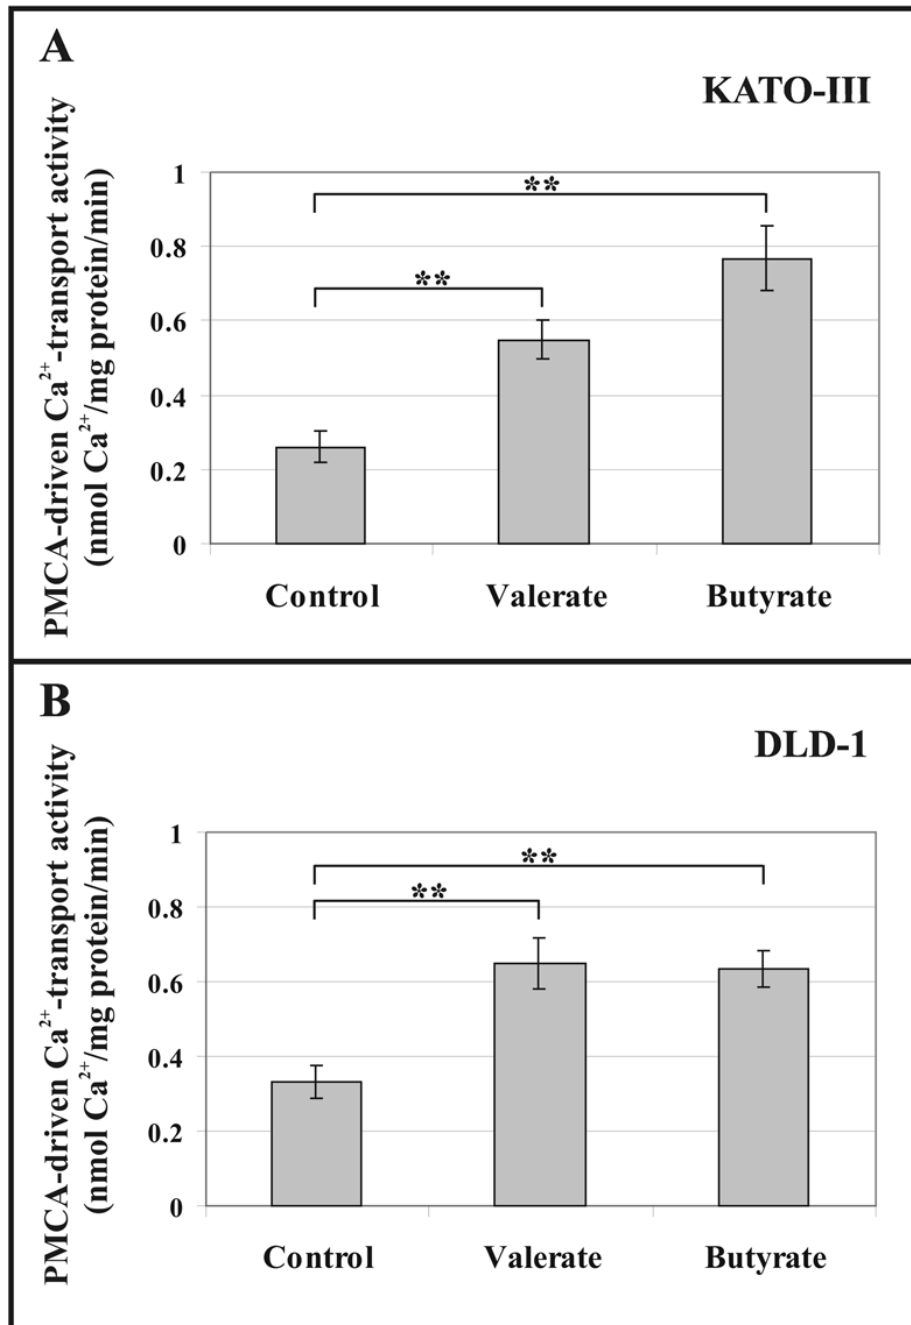 A
KATO-III
PMCA-driven Ca²⁺-transport activity
(nmol Ca²⁺/mg protein/min)
1
0.8
0.6
0.4
0.2
0
**
**
Control Valerate Butyrate
B
DLD-1
PMCA-driven Ca²⁺-transport activity
(nmol Ca²⁺/mg protein/min)
1
0.8
0.6
0.4
0.2
0
**
**
Control Valerate Butyrate